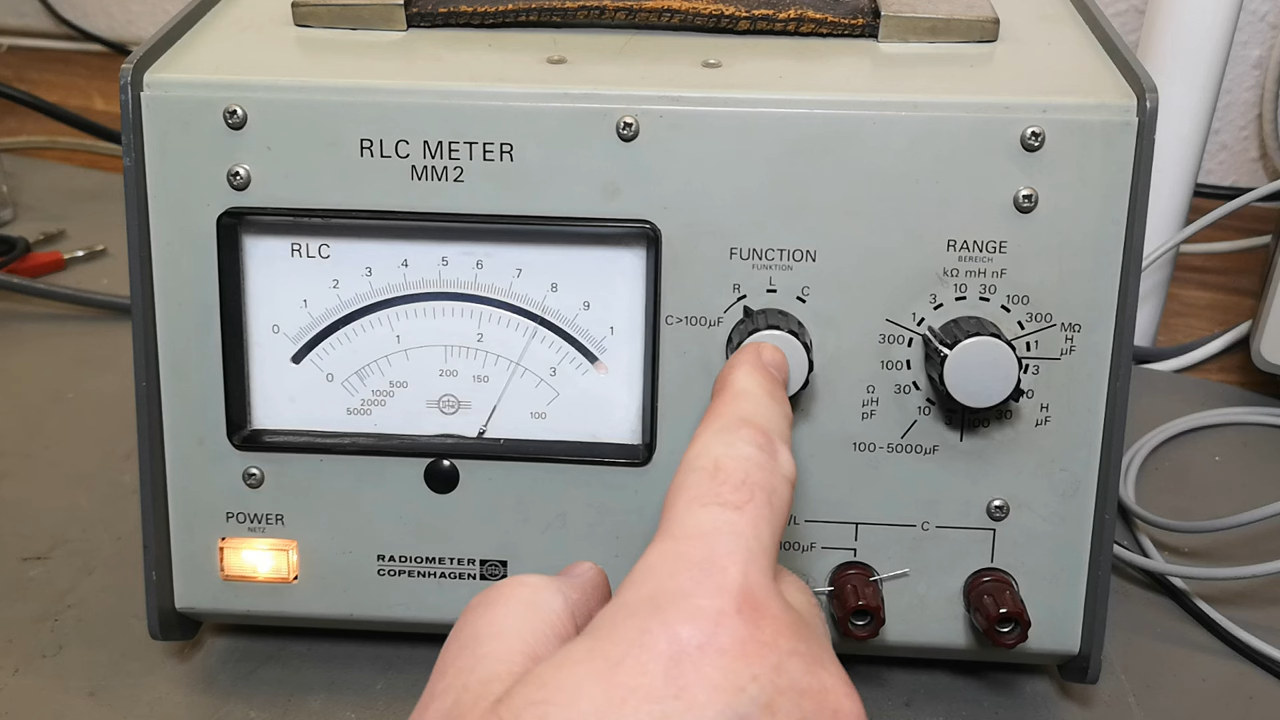 RLC METER
MM2
RLC
0 .1 .2 .3 .4 .5 .6 .7 .8 .9 1
0 1 2 3
5000 2000 1000 500 200 150 100
FUNCTION
FUNKTION
R L C
C>100µF
RANGE
BEREICH
kΩ mH nF
1 3 10 30 100 300
MΩ
H
µF
1
3
H
µF
30
100
3
10
30
100
300
Ω
µH
pF
100-5000µF
POWER
NETZ
RADIOMETER
COPENHAGEN
/L
C
100µF